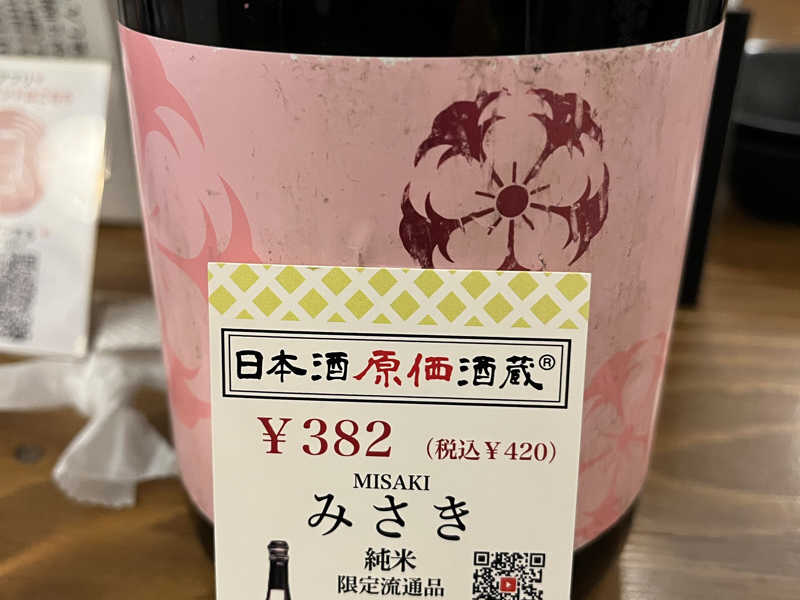 日本酒原価酒蔵®
￥382 （税込￥420）
MISAKI
みさき
純米
限定流通品